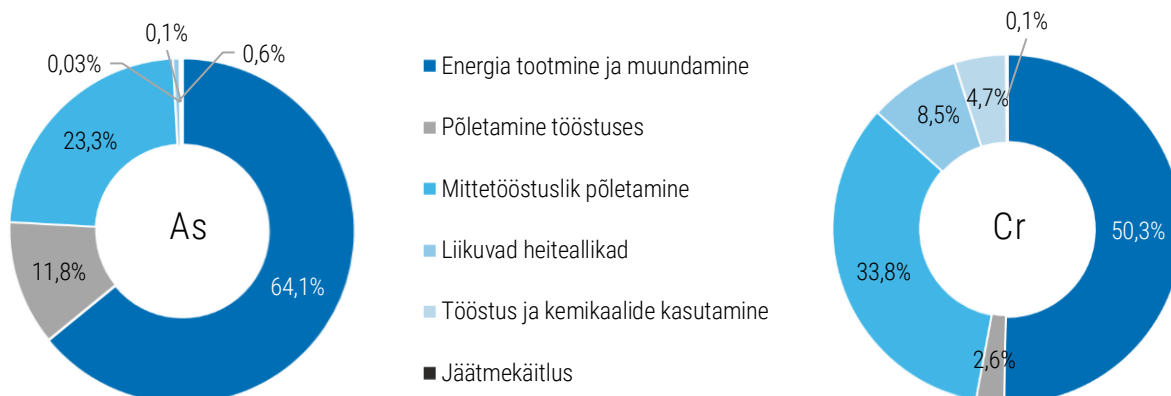 0,1%
0,03%
0,6%
23,3%
As
11,8%
64,1%
Energia tootmine ja muundamine
Põletamine tööstuses
Mittetööstuslik põletamine
Liikuvad heiteallikad
Tööstus ja kemikaalide kasutamine
Jäätmekäitlus
0,1%
4,7%
8,5%
Cr
50,3%
33,8%
2,6%